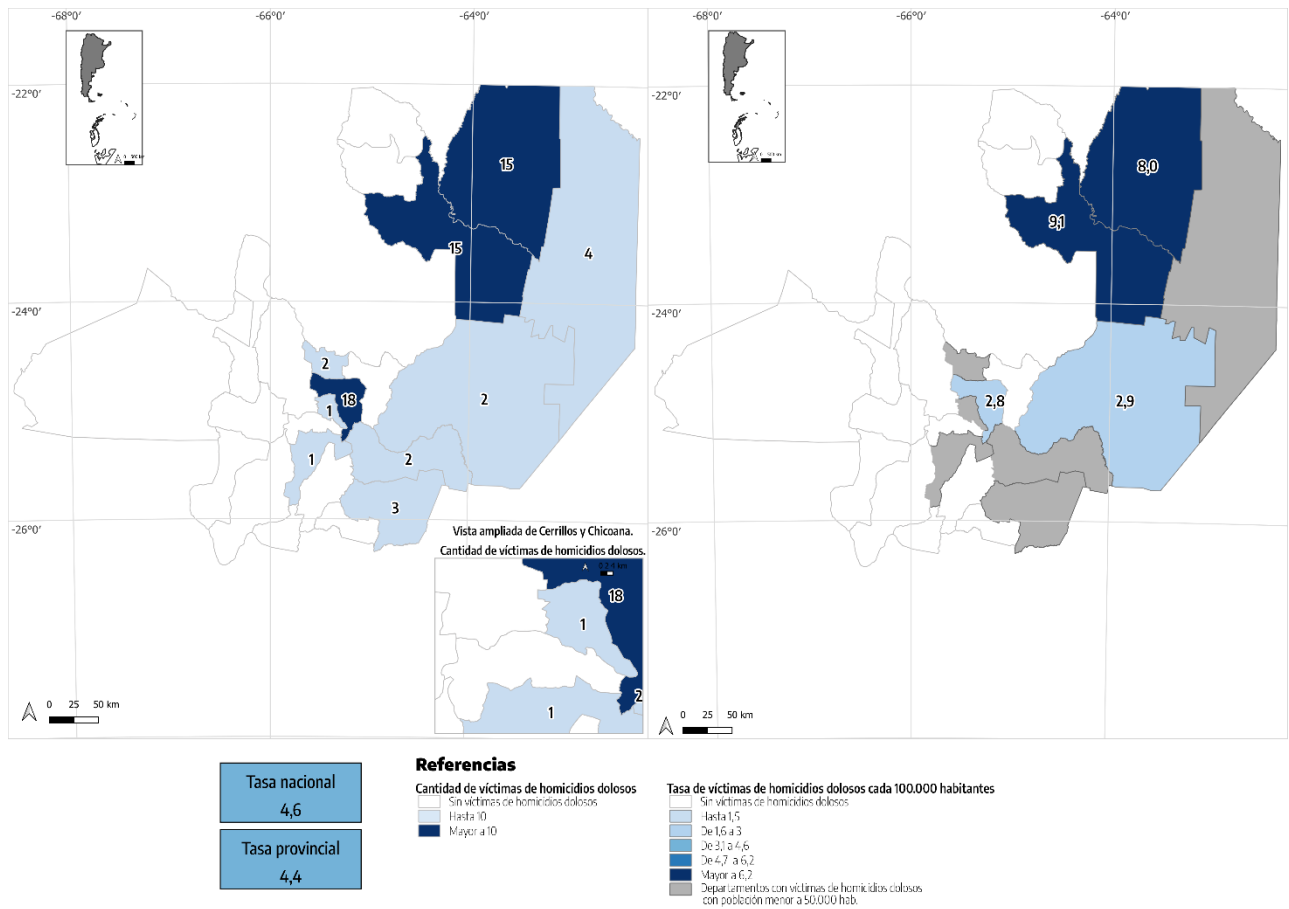 -68°0'
-66°0'
-64°0'
-68°0'
-66°0'
-64°0'
-22°0'
-22°0'
15
8,0
15
4
9,1
-24°0'
-24°0'
2
18
1
2
2,8
2,9
1
2
3
-26°0'
-26°0'
Vista ampliada de Cerrillos y Chicoana.
Cantidad de víctimas de homicidios dolosos.
18
1
2
1
0 25 50 km
0 25 50 km
Tasa nacional
4,6
Tasa provincial
4,4
Referencias
Cantidad de víctimas de homicidios dolosos
Sin víctimas de homicidios dolosos
Hasta 10
Mayor a 10
Tasa de víctimas de homicidios dolosos cada 100.000 habitantes
Sin víctimas de homicidios dolosos
Hasta 1,5
De 1,6 a 3
De 3,1 a 4,6
De 4,7 a 6,2
Mayor a 6,2
Departamentos con víctimas de homicidios dolosos
con población menor a 50.000 hab.